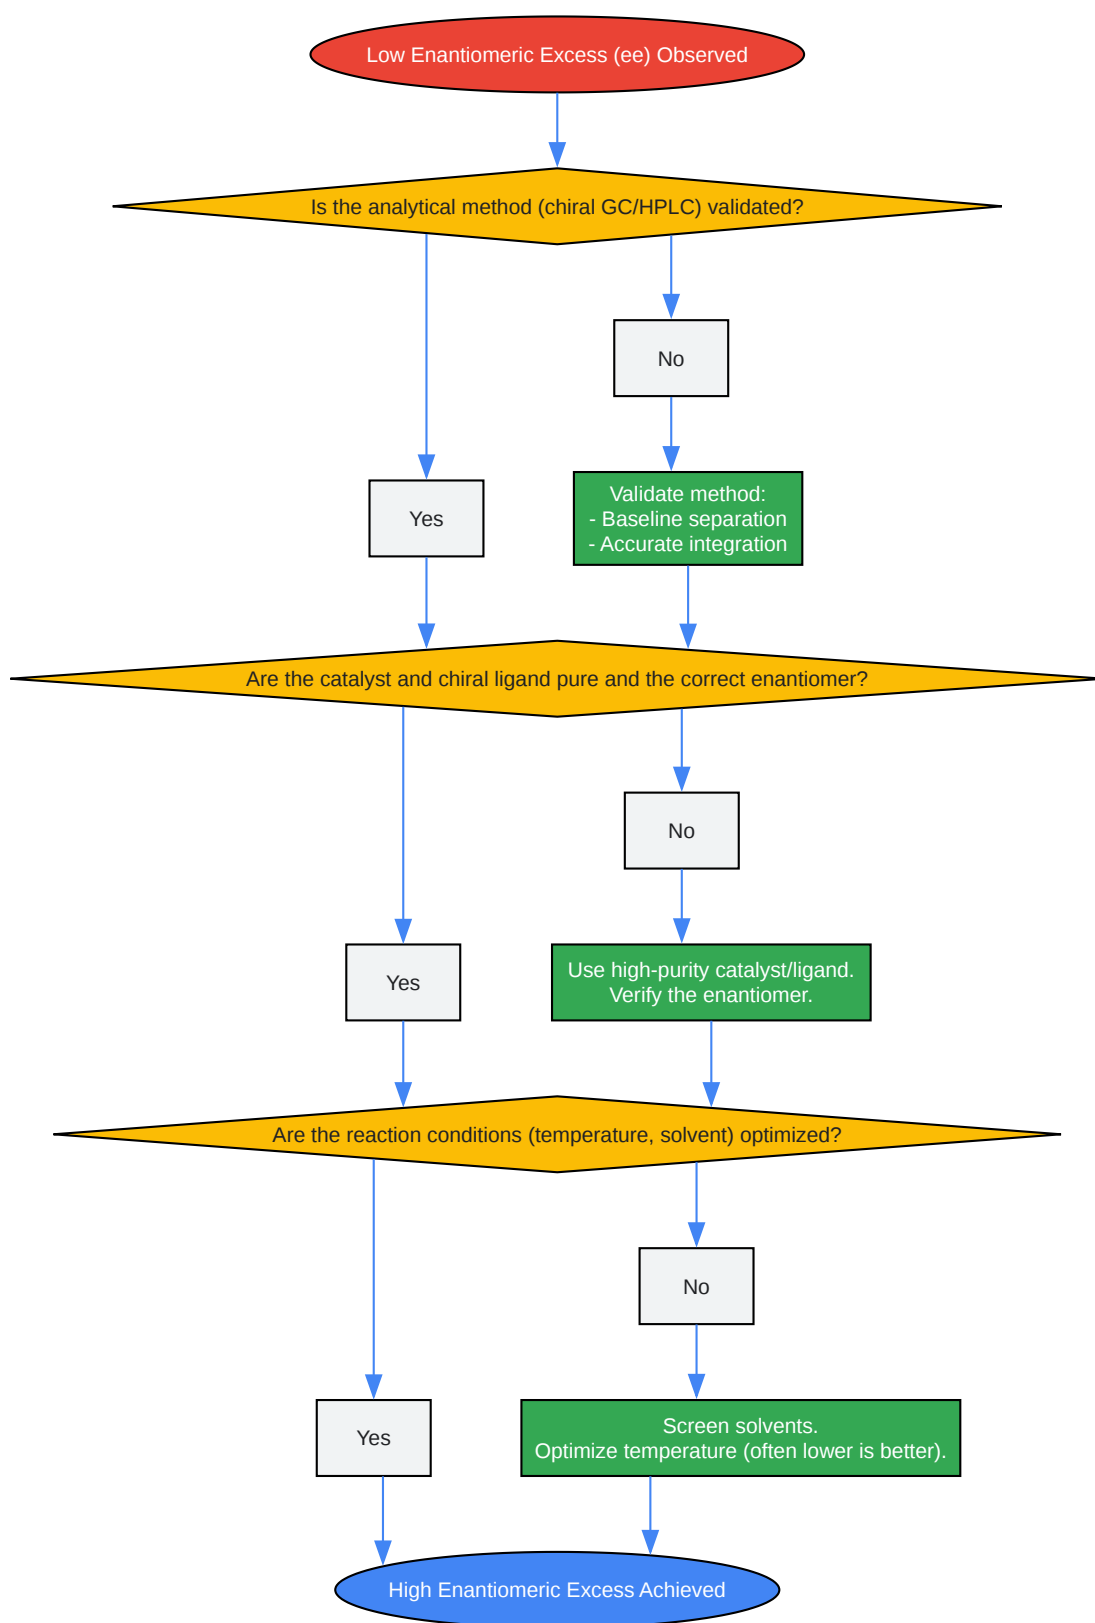 Low Enantiomeric Excess (ee) Observed
Is the analytical method (chiral GC/HPLC) validated?
No
Yes
Validate method:
- Baseline separation
- Accurate integration
Are the catalyst and chiral ligand pure and the correct enantiomer?
No
Yes
Use high-purity catalyst/ligand.
Verify the enantiomer.
Are the reaction conditions (temperature, solvent) optimized?
No
Yes
Screen solvents.
Optimize temperature (often lower is better).
High Enantiomeric Excess Achieved